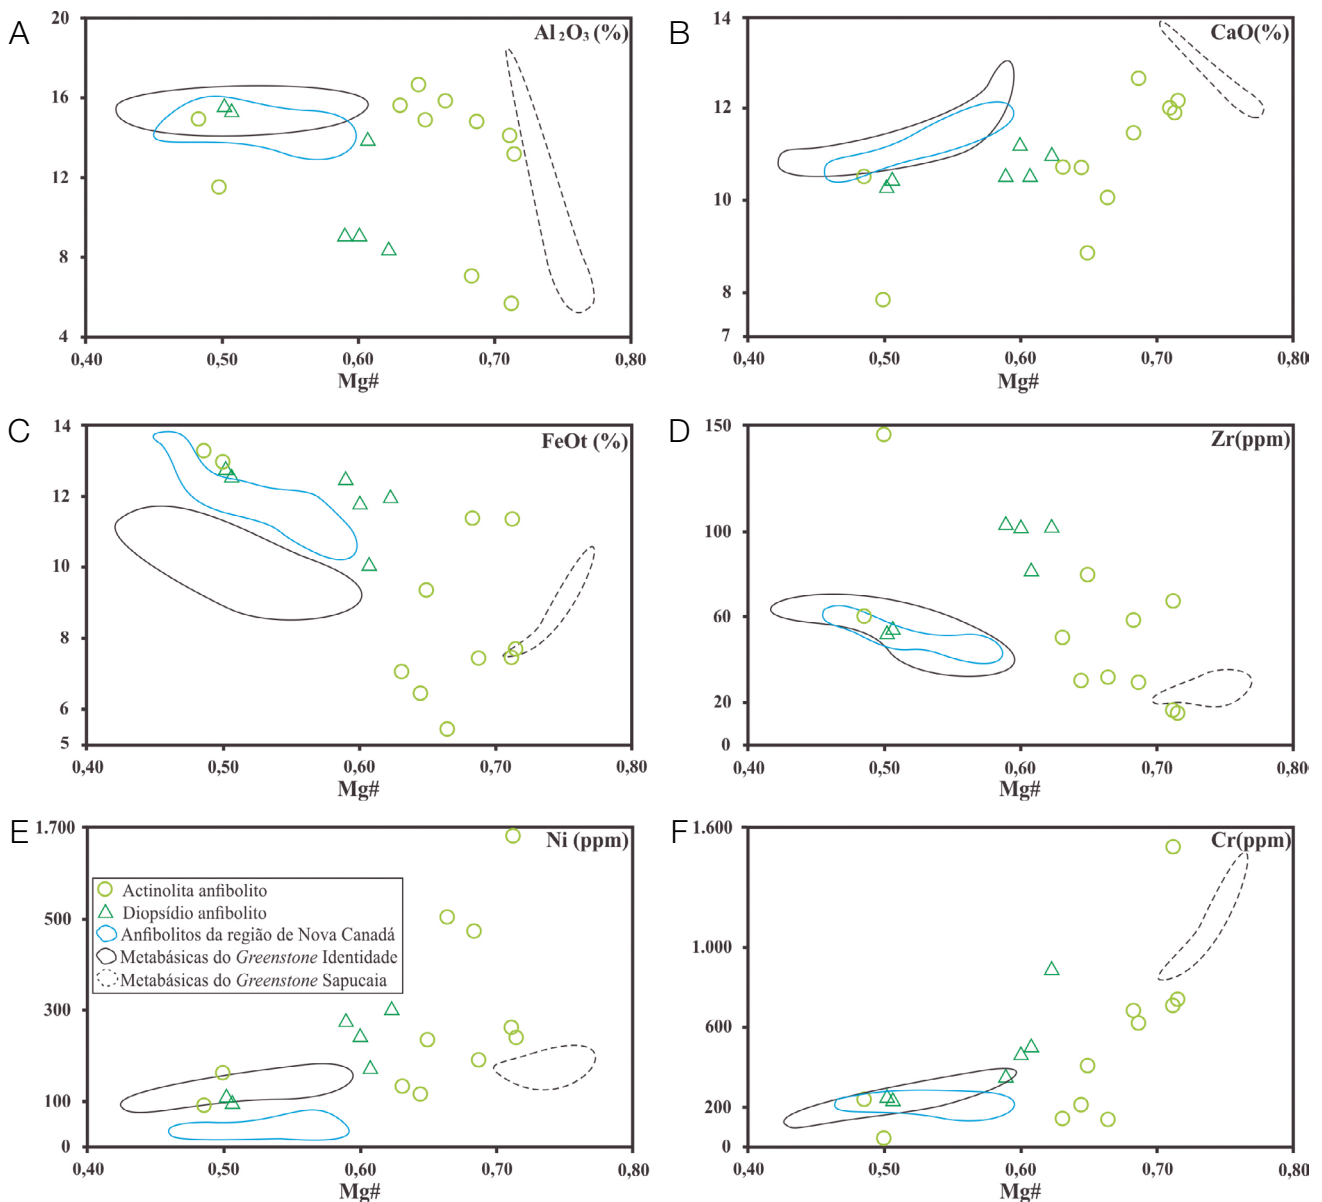 A
20
16
12
8
4
Al₂O₃ (%)
0,40 0,50 0,60 0,70 0,80
Mg#
B
14
12
10
8
7
CaO(%)
0,40 0,50 0,60 0,70 0,80
Mg#
C
14
12
10
8
6
5
FeOt (%)
0,40 0,50 0,60 0,70 0,80
Mg#
D
150
100
60
20
0
Zr(ppm)
0,40 0,50 0,60 0,70 0,80
Mg#
E
1.700
500
300
100
0
Ni (ppm)
Actinolita anfibolito
Diopsídio anfibolito
Anfibolitos da região de Nova Canadá
Metabásicas do Greenstone Identidade
Metabásicas do Greenstone Sapucaia
0,40 0,50 0,60 0,70 0,80
Mg#
F
1.600
1.000
600
200
0
Cr(ppm)
0,40 0,50 0,60 0,70 0,80
Mg#